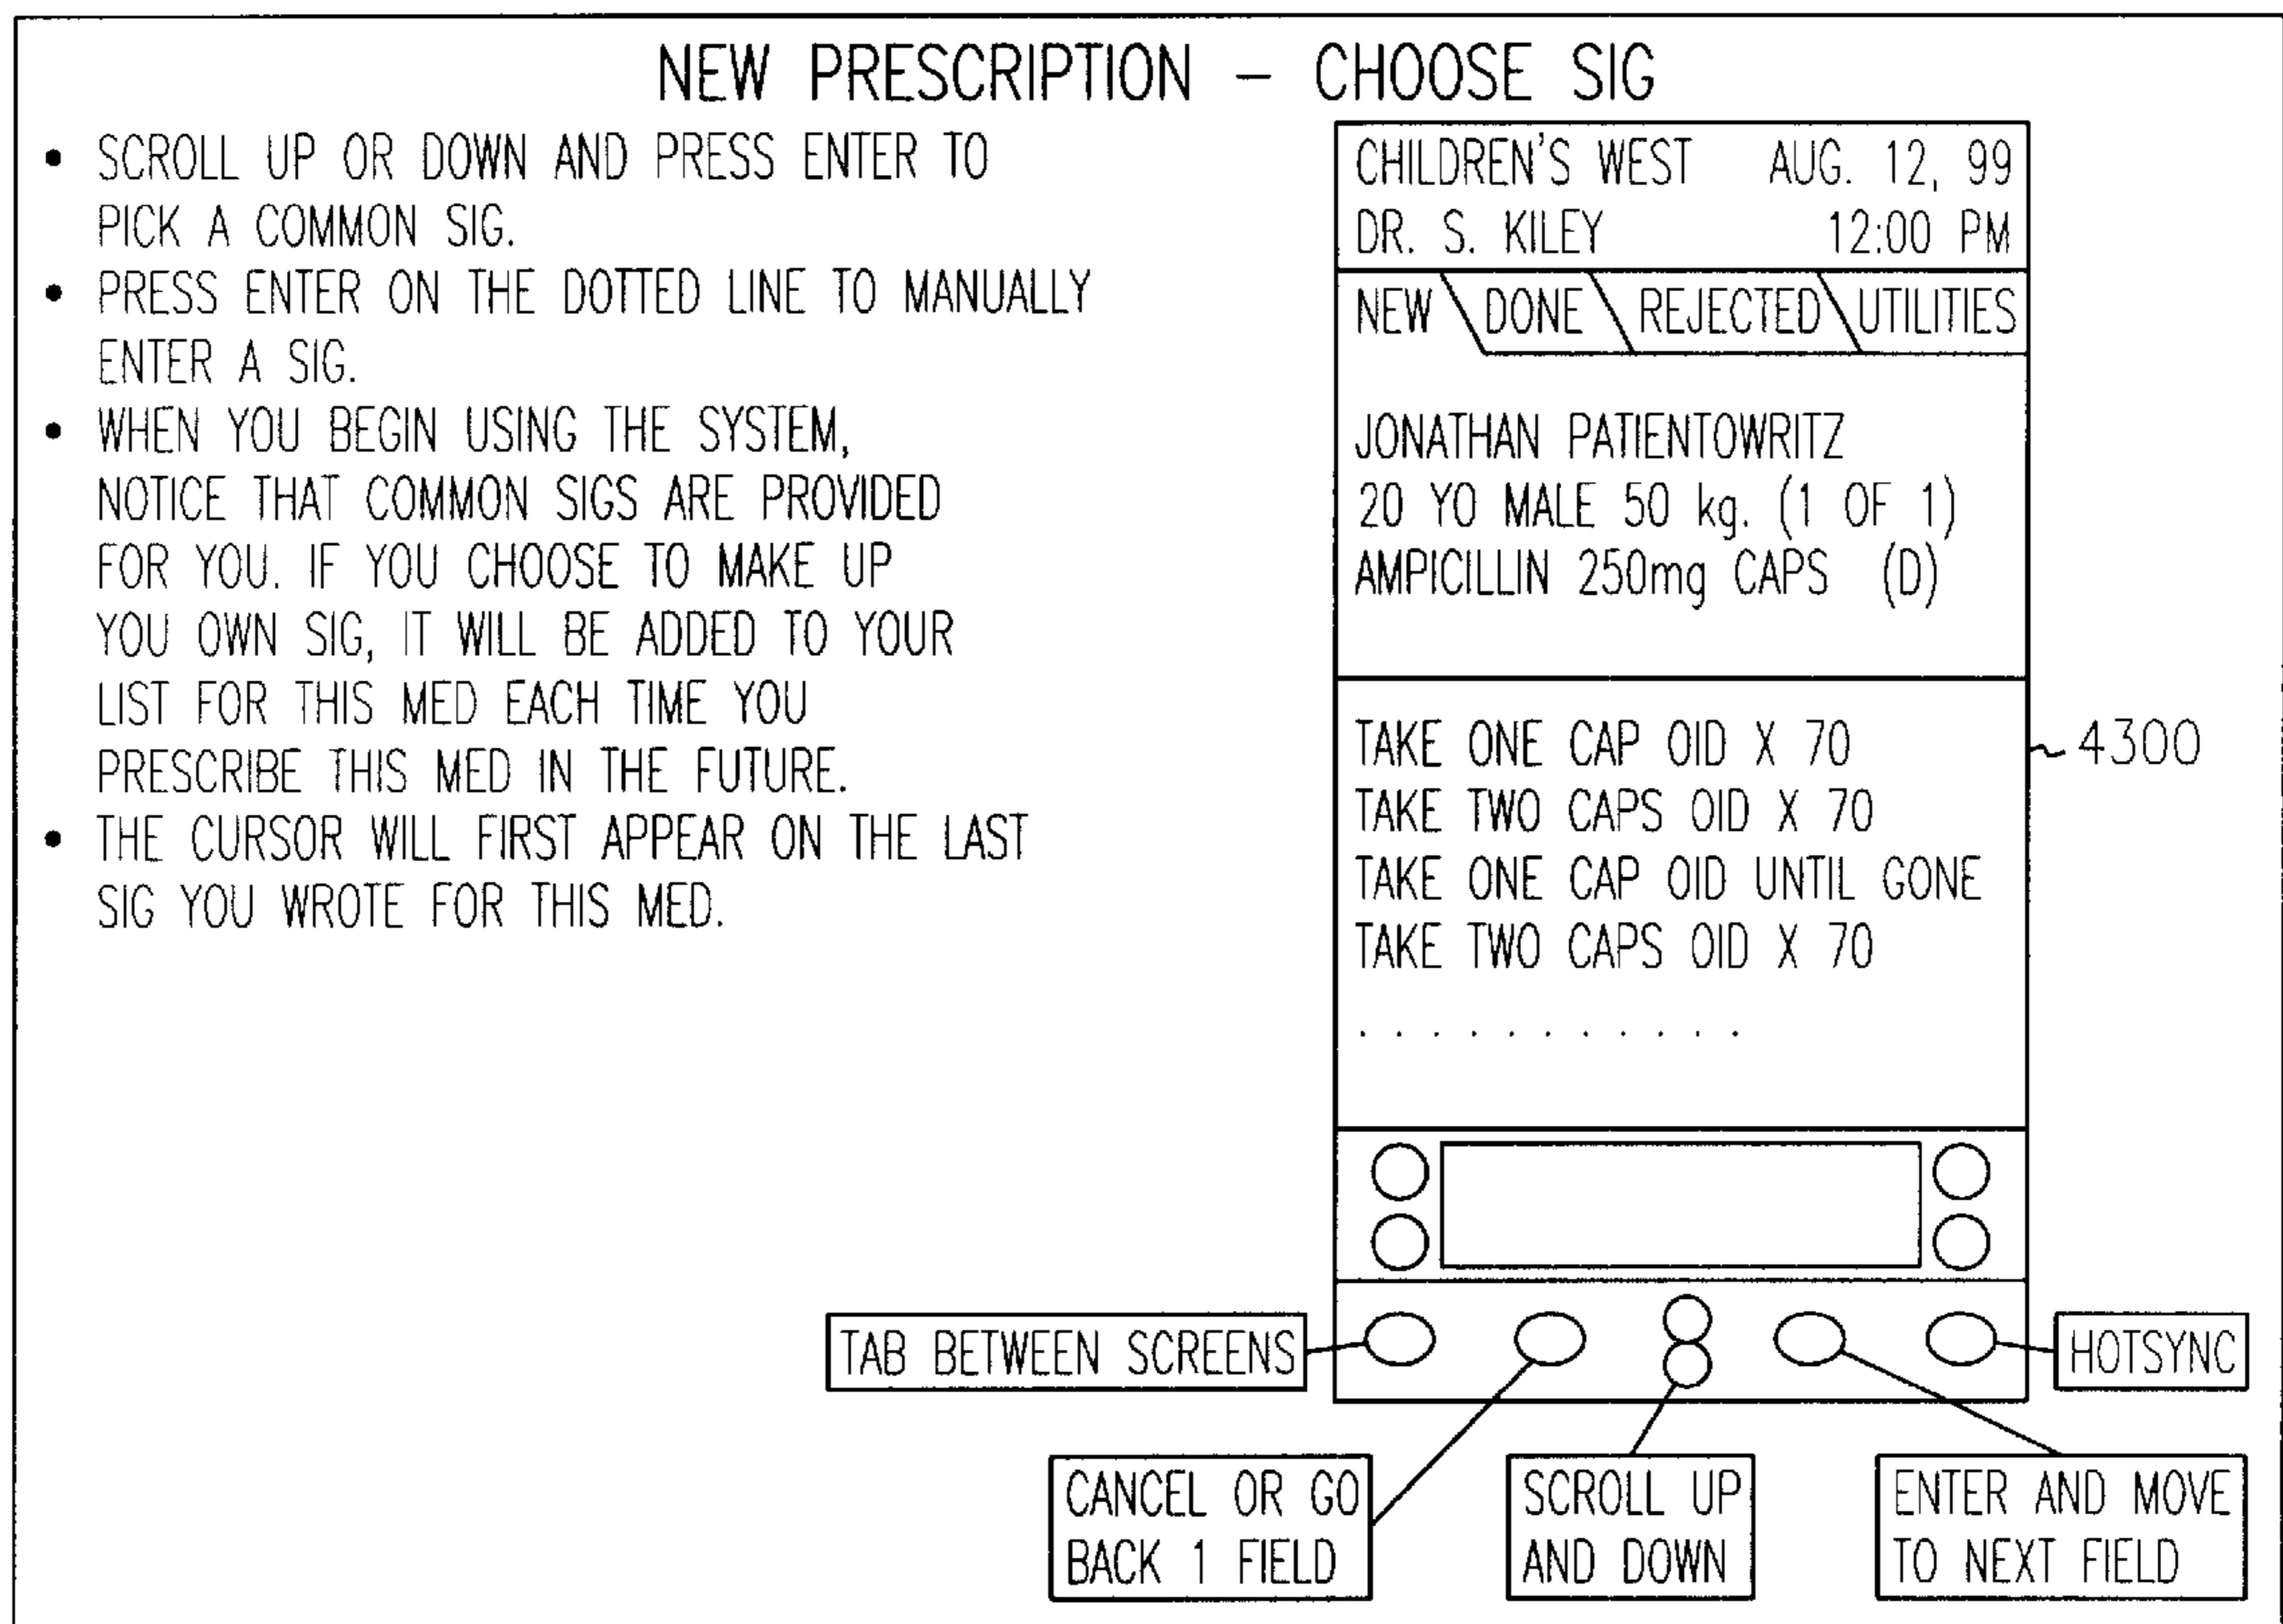 NEW PRESCRIPTION – CHOOSE SIG
• SCROLL UP OR DOWN AND PRESS ENTER TO
PICK A COMMON SIG.
• PRESS ENTER ON THE DOTTED LINE TO MANUALLY
ENTER A SIG.
• WHEN YOU BEGIN USING THE SYSTEM,
NOTICE THAT COMMON SIGS ARE PROVIDED
FOR YOU. IF YOU CHOOSE TO MAKE UP
YOU OWN SIG, IT WILL BE ADDED TO YOUR
LIST FOR THIS MED EACH TIME YOU
PRESCRIBE THIS MED IN THE FUTURE.
• THE CURSOR WILL FIRST APPEAR ON THE LAST
SIG YOU WROTE FOR THIS MED.
CHILDREN'S WEST AUG. 12, 99
DR. S. KILEY 12:00 PM
NEW DONE REJECTED UTILITIES
JONATHAN PATIENTOWRITZ
20 YO MALE 50 kg. (1 OF 1)
AMPICILLIN 250mg CAPS (D)
TAKE ONE CAP OID X 70
TAKE TWO CAPS OID X 70
TAKE ONE CAP OID UNTIL GONE
TAKE TWO CAPS OID X 70
. . . . . . . . . . .
4300
TAB BETWEEN SCREENS
HOTSYNC
CANCEL OR GO
BACK 1 FIELD
SCROLL UP
AND DOWN
ENTER AND MOVE
TO NEXT FIELD